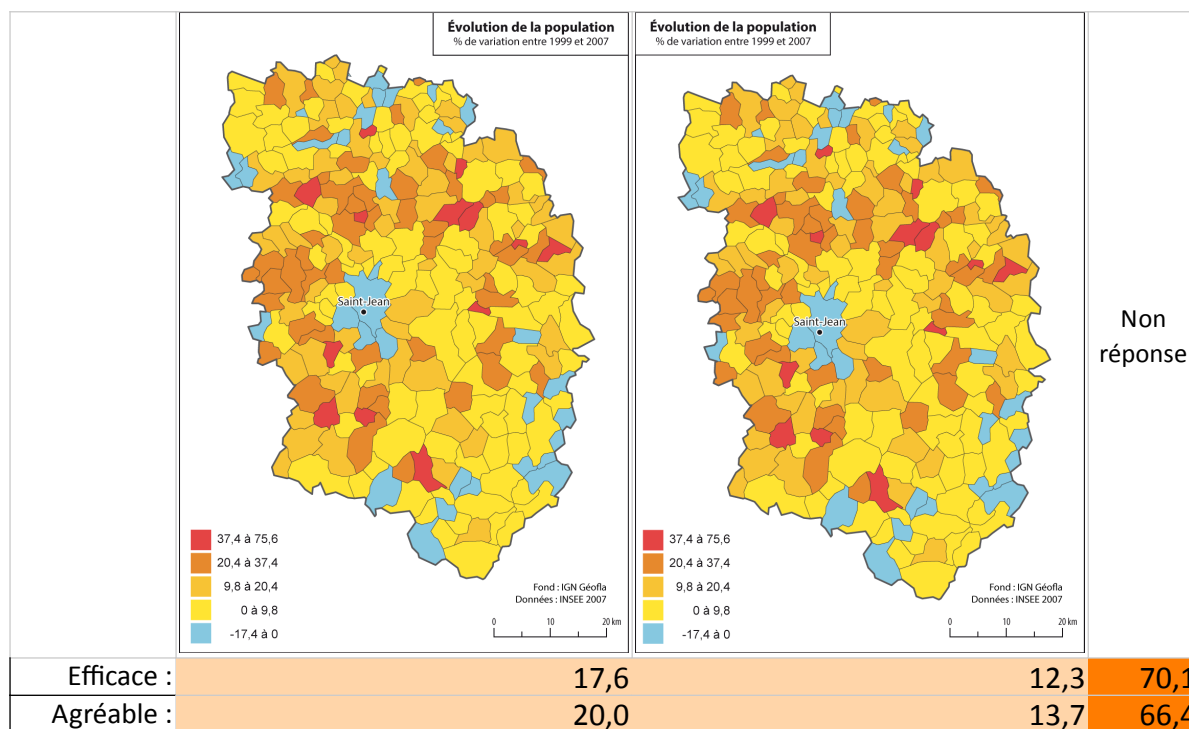 Évolution de la population
% de variation entre 1999 et 2007
Saint-Jean
37,4 à 75,6
20,4 à 37,4
9,8 à 20,4
0 à 9,8
-17,4 à 0
Fond : IGN Géofla
Données : INSEE 2007
0 10 20 km
Évolution de la population
% de variation entre 1999 et 2007
Saint-Jean
37,4 à 75,6
20,4 à 37,4
9,8 à 20,4
0 à 9,8
-17,4 à 0
Fond : IGN Géofla
Données : INSEE 2007
0 10 20 km
Non
réponse
Efficace : 17,6 12,3 70,1
Agréable : 20,0 13,7 66,4